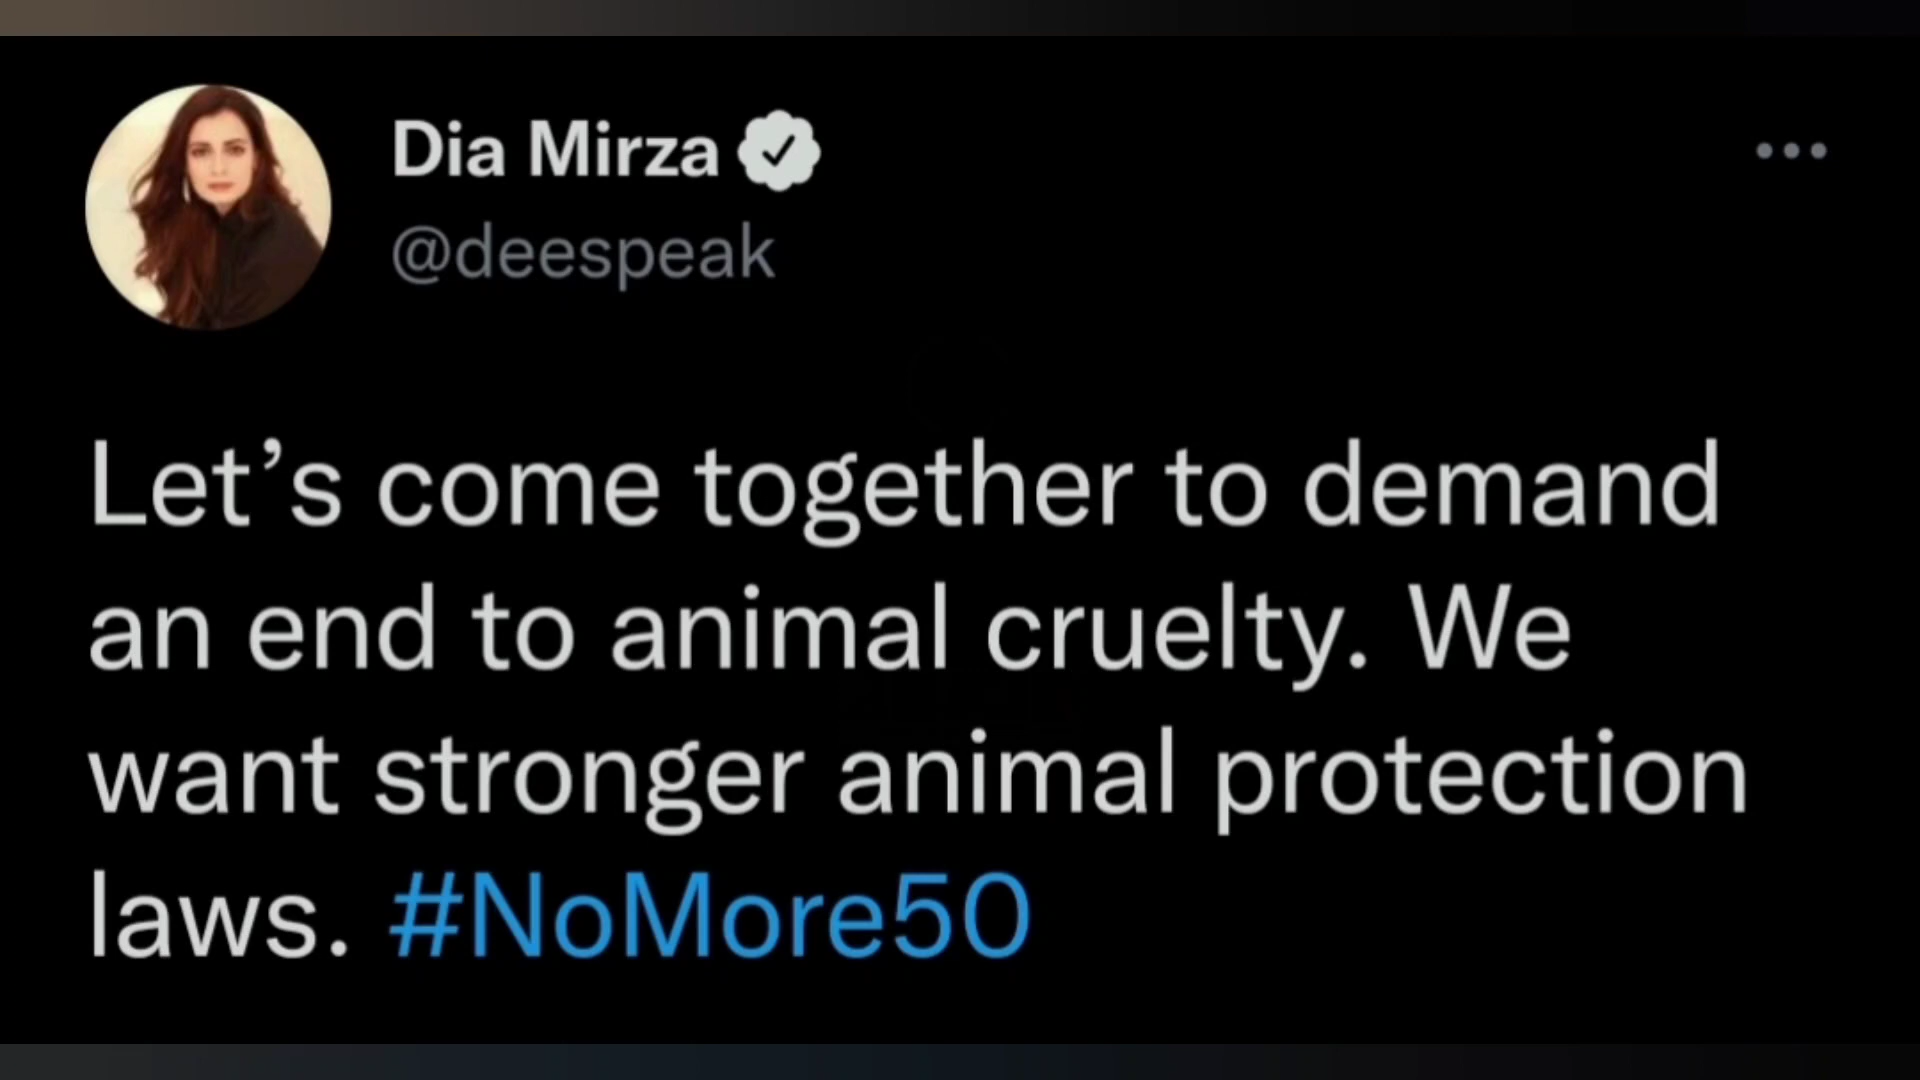 Dia Mirza
@deespeak
Let’s come together to demand
an end to animal cruelty. We
want stronger animal protection
laws. #NoMore50